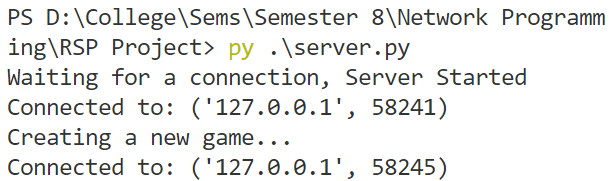 PS D:\College\Sems\Semester 8\Network Programm
ing\RSP Project> py .\server.py
Waiting for a connection, Server Started
Connected to: ('127.0.0.1', 58241)
Creating a new game...
Connected to: ('127.0.0.1', 58245)